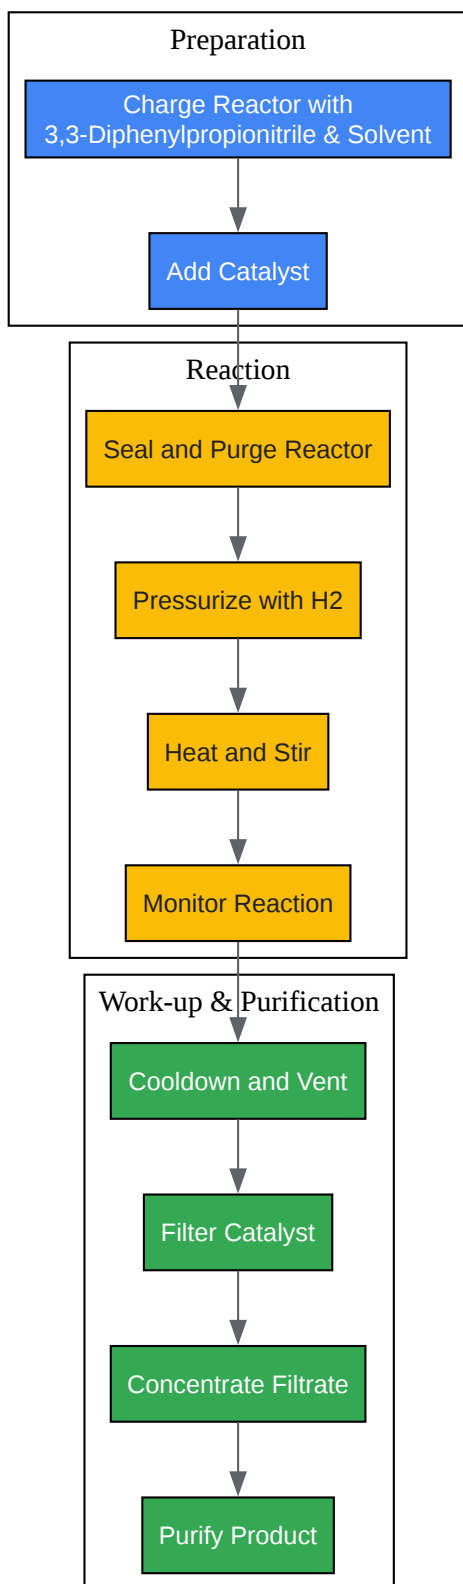 Preparation
Charge Reactor with
3,3-Diphenylpropionitrile & Solvent
Add Catalyst
Reaction
Seal and Purge Reactor
Pressurize with H2
Heat and Stir
Monitor Reaction
Work-up & Purification
Cooldown and Vent
Filter Catalyst
Concentrate Filtrate
Purify Product